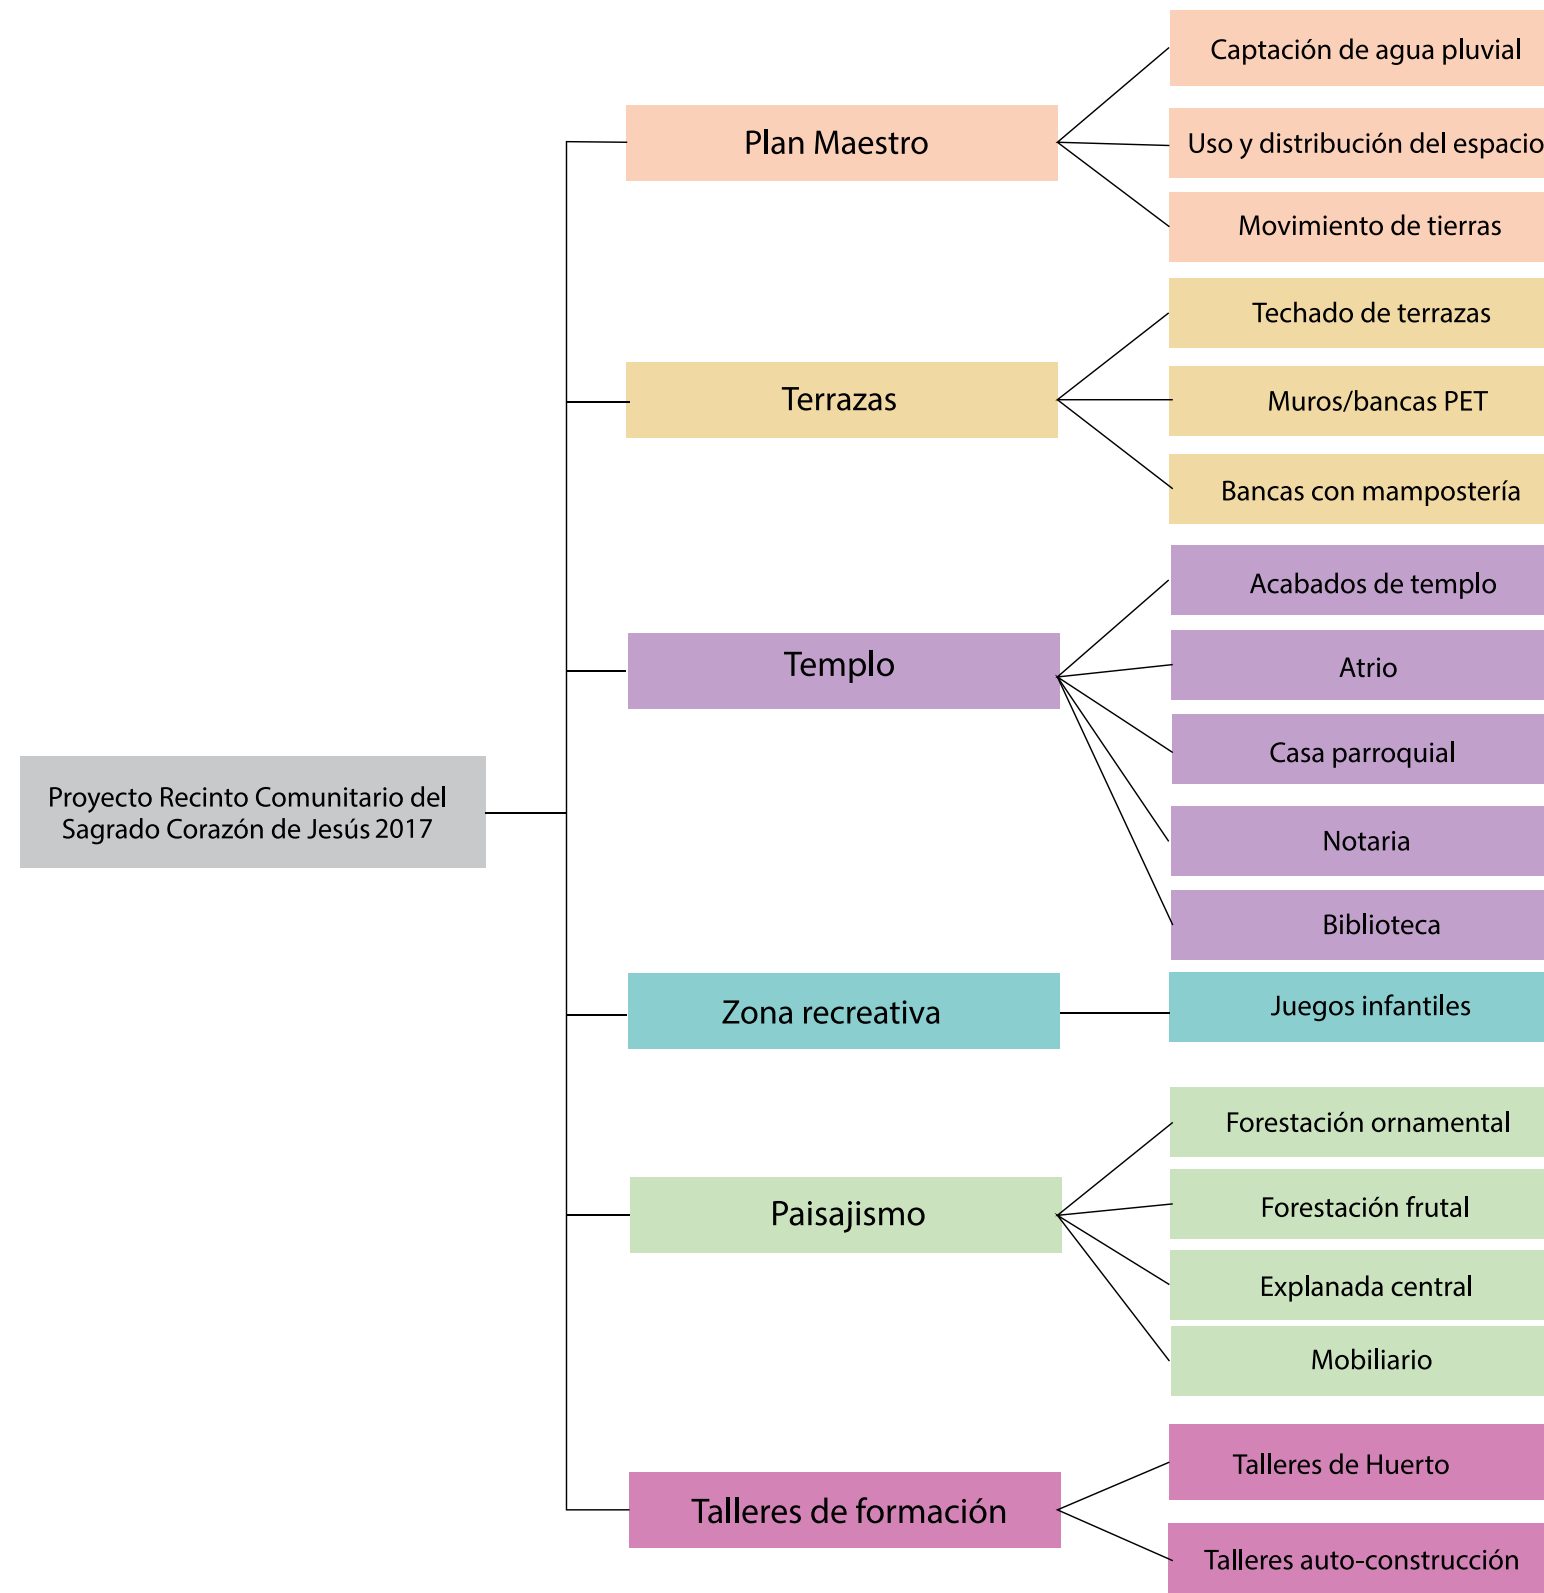 Proyecto Recinto Comunitario del
Sagrado Corazón de Jesús 2017
Plan Maestro
Captación de agua pluvial
Uso y distribución del espacio
Movimiento de tierras
Terrazas
Techado de terrazas
Muros/bancas PET
Bancas con mampostería
Templo
Acabados de templo
Atrio
Casa parroquial
Notaria
Biblioteca
Zona recreativa
Juegos infantiles
Paisajismo
Forestación ornamental
Forestación frutal
Explanada central
Mobiliario
Talleres de formación
Talleres de Huerto
Talleres auto-construcción